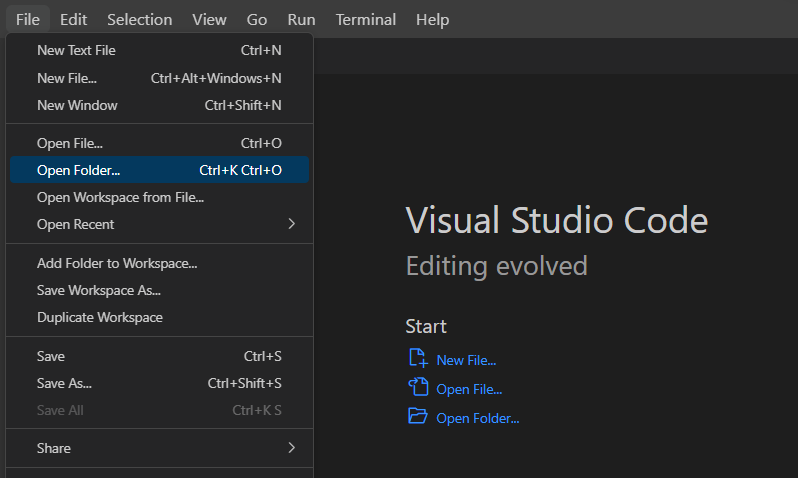 File Edit Selection View Go Run Terminal Help
New Text File Ctrl+N
New File... Ctrl+Alt+Windows+N
New Window Ctrl+Shift+N
Open File... Ctrl+O
Open Folder... Ctrl+K Ctrl+O
Open Workspace from File...
Open Recent
Add Folder to Workspace...
Save Workspace As...
Duplicate Workspace
Save Ctrl+S
Save As... Ctrl+Shift+S
Save All Ctrl+K S
Share
Visual Studio Code
Editing evolved
Start
New File...
Open File...
Open Folder...